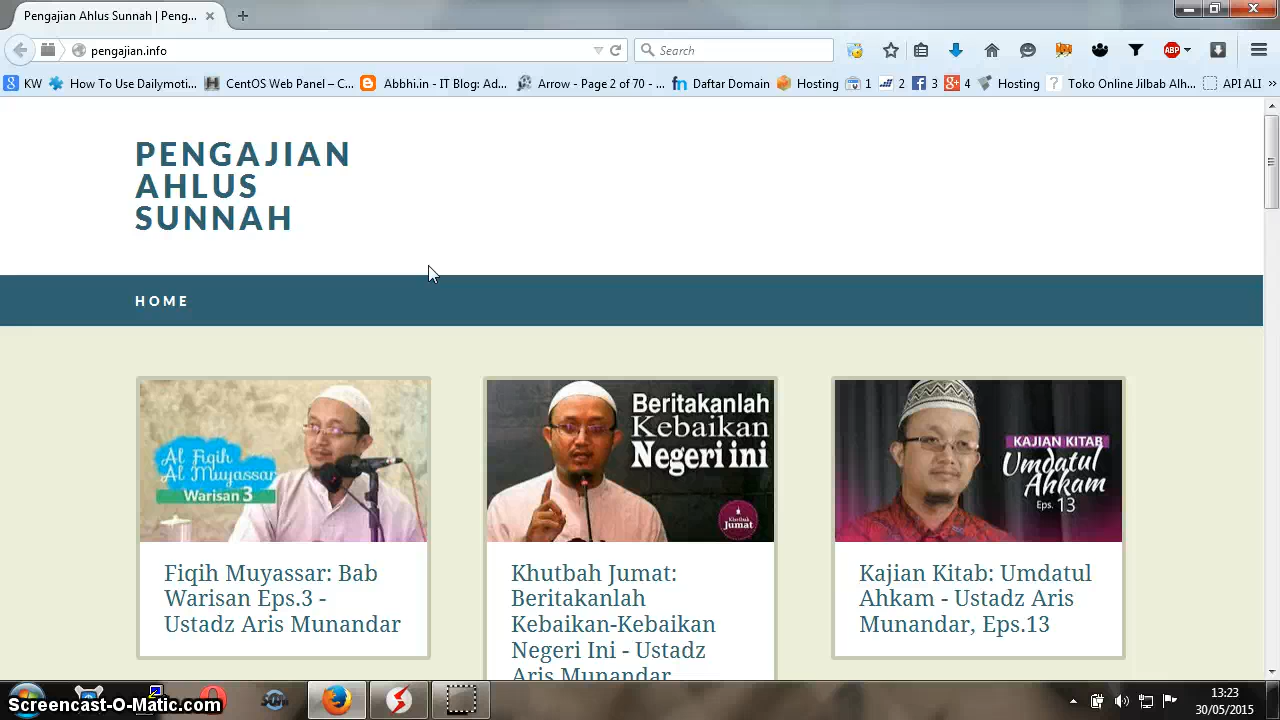 Pengajian Ahlus Sunnah | Peng...
pengajian.info
Search
KW
How To Use Dailymoti...
CentOS Web Panel – C...
Abbhi.in - IT Blog: Ad...
Arrow - Page 2 of 70 - ...
Daftar Domain
Hosting
1
2
3
4
Hosting
Toko Online Jilbab Alh...
API ALI
ABP
PENGAJIAN
AHLUS
SUNNAH
HOME
Al Fiqih
Al Muyassar
Warisan 3
Beritakanlah
Kebaikan
Negeri ini
Khutbah
Jumat
KAJIAN KITAB
Umdatul
Ahkam
Eps. 13
Fiqih Muyassar: Bab
Warisan Eps.3 -
Ustadz Aris Munandar
Khutbah Jumat:
Beritakanlah
Kebaikan-Kebaikan
Negeri Ini - Ustadz
Aris Munandar
Kajian Kitab: Umdatul
Ahkam - Ustadz Aris
Munandar, Eps.13
Screencast-O-Matic.com
13:23
30/05/2015